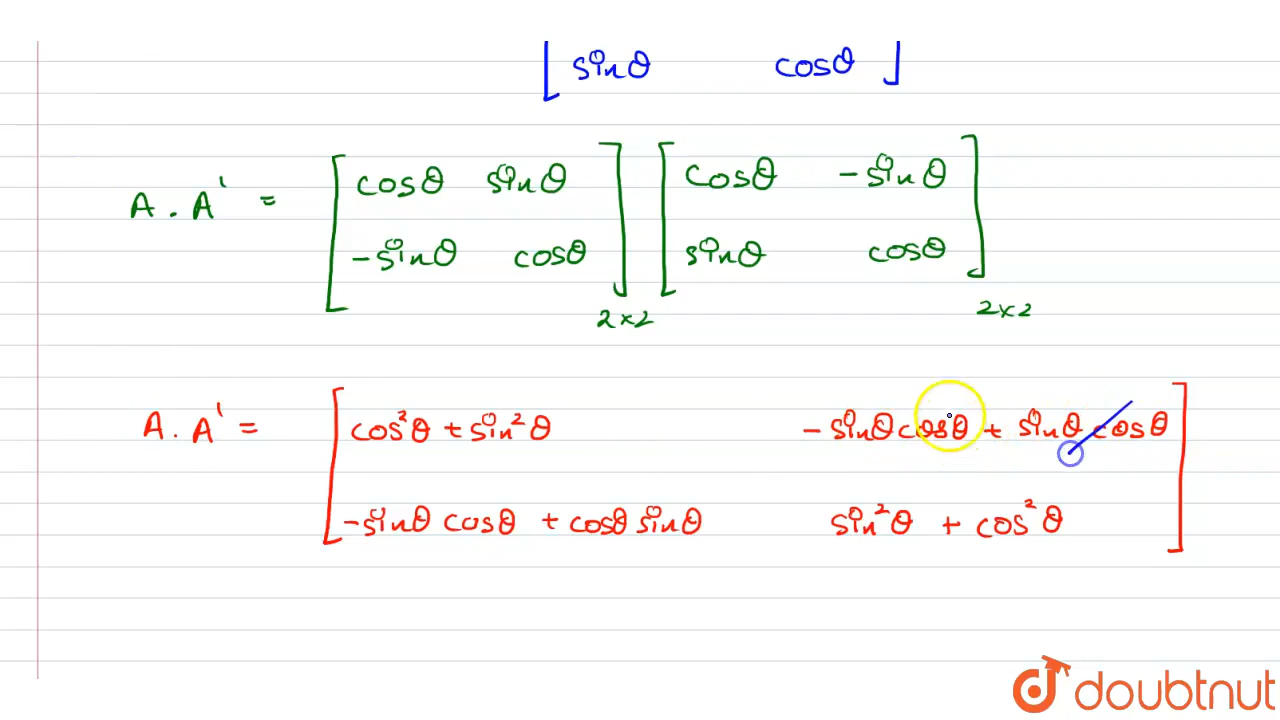 [ sinθ cosθ ]
A . A' = [ cosθ sinθ ] [ cosθ -sinθ ]
-sinθ cosθ sinθ cosθ
2×2 2×2
A . A' = [ cos²θ + sin²θ -sinθ cosθ + sinθ cosθ ]
-sinθ cosθ + cosθ sinθ sin²θ + cos²θ
doubtnut